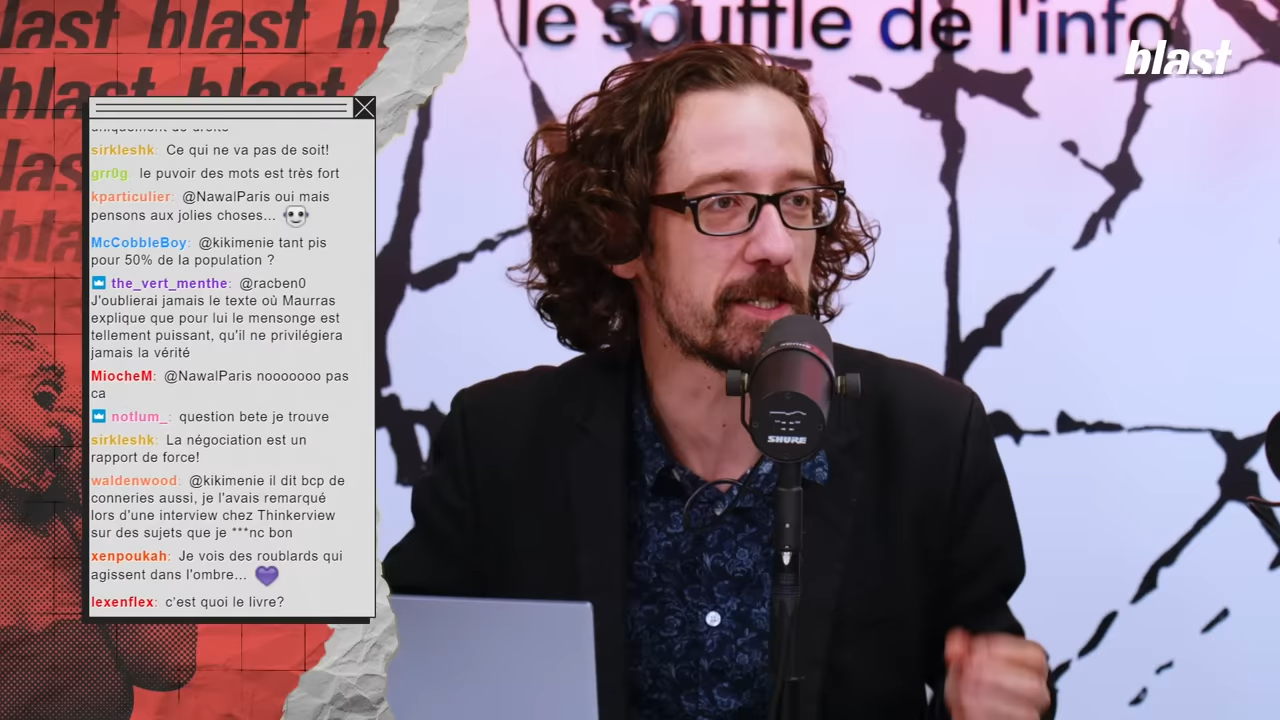 last blast bl
le souffle de l'info
blast
blast blast
last
uniquement de droite
sirkleshk: Ce qui ne va pas de soit!
grr0g le puvoir des mots est très fort
kparticulier: @NawalParis oui mais
pensons aux jolies choses...
McCobbleBoy: @kikimenie tant pis
pour 50% de la population ?
the_vert_menthe: @racben0
J'oublierai jamais le texte où Maurras
explique que pour lui le mensonge est
tellement puissant, qu'il ne privilégiera
jamais la vérité
MiocheM: @NawalParis nooooooo pas
ca
notlum_: question bete je trouve
sirkleshk: La négociation est un
rapport de force!
waldenwood: @kikimenie il dit bcp de
conneries aussi, je l'avais remarqué
lors d'une interview chez Thinkerview
sur des sujets que je ***nc bon
xenpoukah: Je vois des roublards qui
agissent dans l'ombre...
lexenflex: c'est quoi le livre?
SHURE